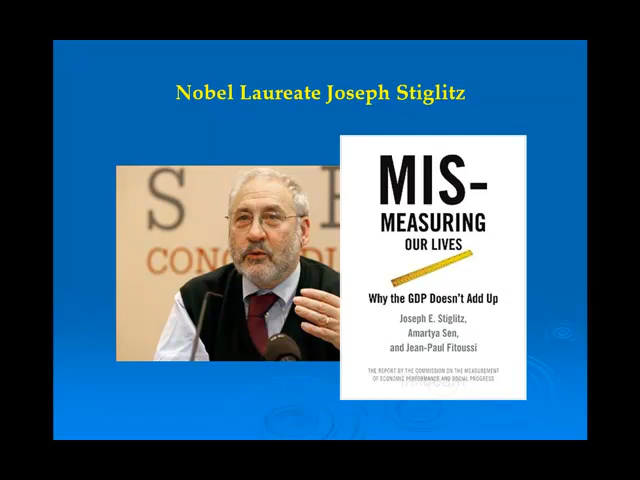 Nobel Laureate Joseph Stiglitz
S
CON
MIS-
MEASURING
OUR LIVES
Why the GDP Doesn't Add Up
Joseph E. Stiglitz,
Amartya Sen,
and Jean-Paul Fitoussi
THE REPORT BY THE COMMISSION ON THE MEASUREMENT
OF ECONOMIC PERFORMANCE AND SOCIAL PROGRESS